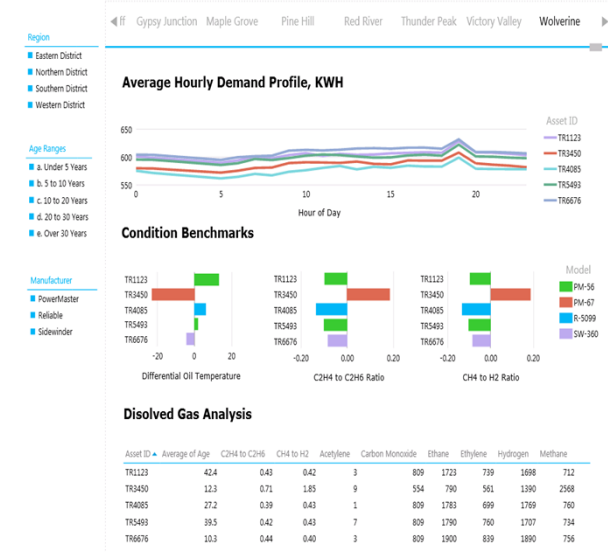 ff Gypsy Junction Maple Grove Pine Hill Red River Thunder Peak Victory Valley Wolverine
Region
Eastern District
Northern District
Southern District
Western District
Age Ranges
a. Under 5 Years
b. 5 to 10 Years
c. 10 to 20 Years
d. 20 to 30 Years
e. Over 30 Years
Manufacturer
PowerMaster
Reliable
Sidewinder
Average Hourly Demand Profile, KWH
650
600
550
0 5 10 15 20
Hour of Day
Asset ID
TR1123
TR3450
TR4085
TR5493
TR6676
Condition Benchmarks
TR1123
TR3450
TR4085
TR5493
TR6676
-20 0 20
Differential Oil Temperature
TR1123
TR3450
TR4085
TR5493
TR6676
-0.20 0.00 0.20
C2H4 to C2H6 Ratio
TR1123
TR3450
TR4085
TR5493
TR6676
-0.20 0.00 0.20
CH4 to H2 Ratio
Model
PM-56
PM-67
R-5099
SW-360
Disolved Gas Analysis
Asset ID Average of Age C2H4 to C2H6 CH4 to H2 Acetylene Carbon Monoxide Ethane Ethylene Hydrogen Methane
TR1123 42.4 0.43 0.42 3 809 1723 739 1698 712
TR3450 12.3 0.71 1.85 9 554 790 561 1390 2568
TR4085 27.2 0.39 0.43 1 809 1783 699 1769 760
TR5493 39.5 0.42 0.43 7 809 1790 760 1707 734
TR6676 10.3 0.44 0.40 3 809 1900 839 1890 756